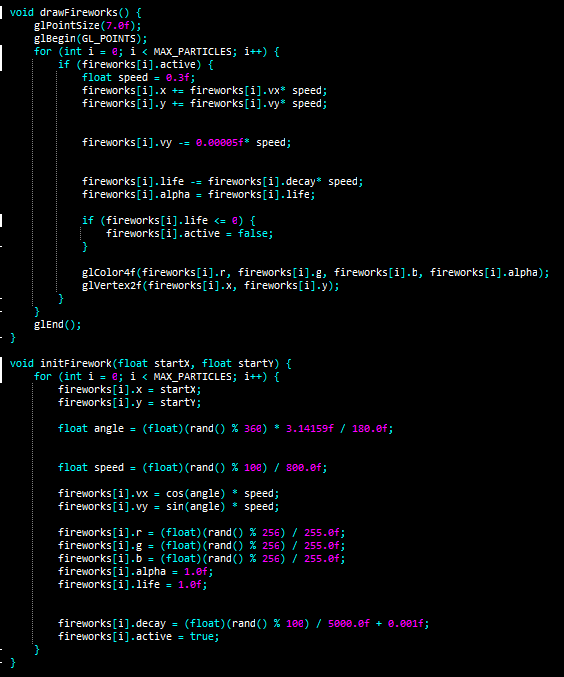 void drawFireworks() {
    glPointSize(7.0f);
    glBegin(GL_POINTS);
    for (int i = 0; i < MAX_PARTICLES; i++) {
        if (fireworks[i].active) {
            float speed = 0.3f;
            fireworks[i].x += fireworks[i].vx* speed;
            fireworks[i].y += fireworks[i].vy* speed;
            fireworks[i].vy -= 0.00005f* speed;
            fireworks[i].life -= fireworks[i].decay* speed;
            fireworks[i].alpha = fireworks[i].life;
            if (fireworks[i].life <= 0) {
                fireworks[i].active = false;
            }
            glColor4f(fireworks[i].r, fireworks[i].g, fireworks[i].b, fireworks[i].alpha);
            glVertex2f(fireworks[i].x, fireworks[i].y);
        }
    }
    glEnd();
}
void initFirework(float startX, float startY) {
    for (int i = 0; i < MAX_PARTICLES; i++) {
        fireworks[i].x = startX;
        fireworks[i].y = startY;
        float angle = (float)(rand() % 360) * 3.14159f / 180.0f;
        float speed = (float)(rand() % 100) / 800.0f;
        fireworks[i].vx = cos(angle) * speed;
        fireworks[i].vy = sin(angle) * speed;
        fireworks[i].r = (float)(rand() % 256) / 255.0f;
        fireworks[i].g = (float)(rand() % 256) / 255.0f;
        fireworks[i].b = (float)(rand() % 256) / 255.0f;
        fireworks[i].alpha = 1.0f;
        fireworks[i].life = 1.0f;
        fireworks[i].decay = (float)(rand() % 100) / 5000.0f + 0.001f;
        fireworks[i].active = true;
    }
}